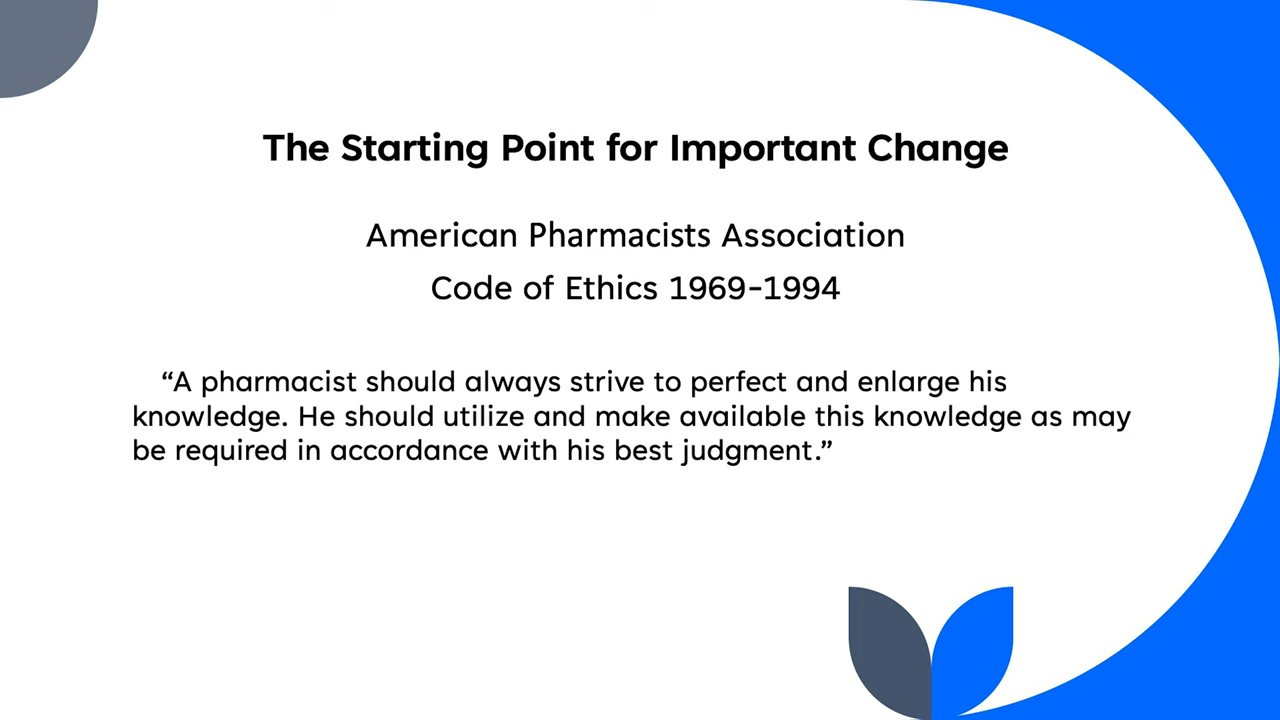 The Starting Point for Important Change
American Pharmacists Association
Code of Ethics 1969-1994
“A pharmacist should always strive to perfect and enlarge his
knowledge. He should utilize and make available this knowledge as may
be required in accordance with his best judgment.”